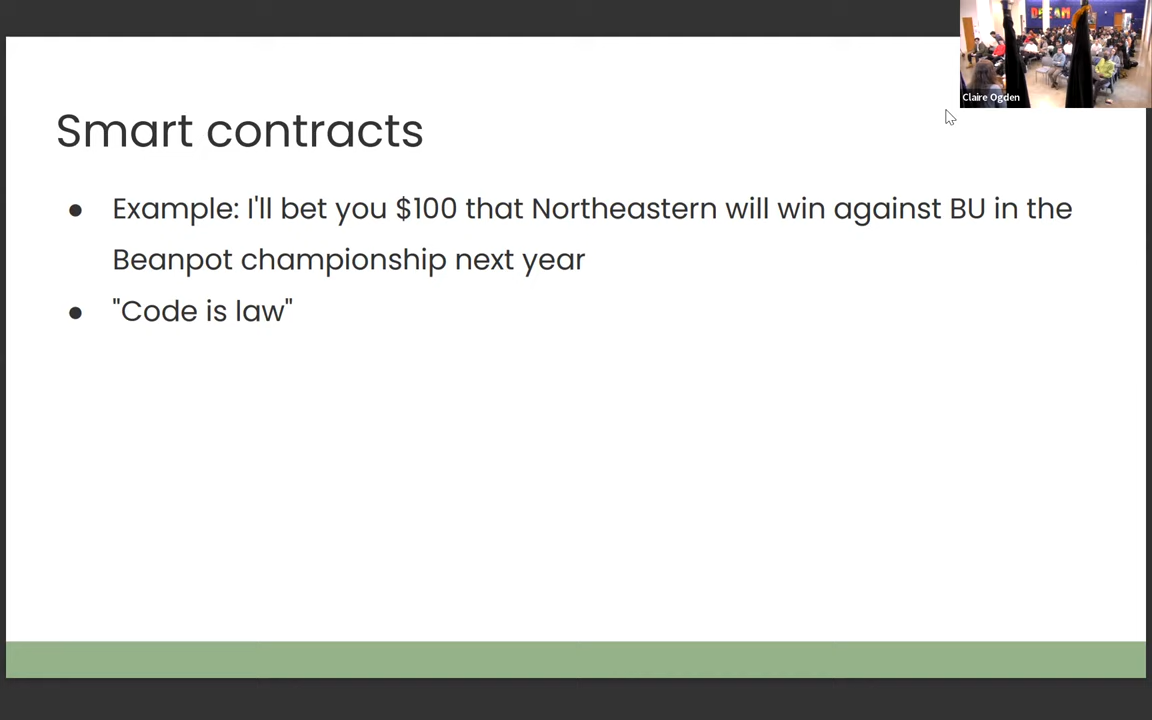 DREAM
Claire Ogden
Smart contracts
● Example: I'll bet you $100 that Northeastern will win against BU in the
Beanpot championship next year
● "Code is law"